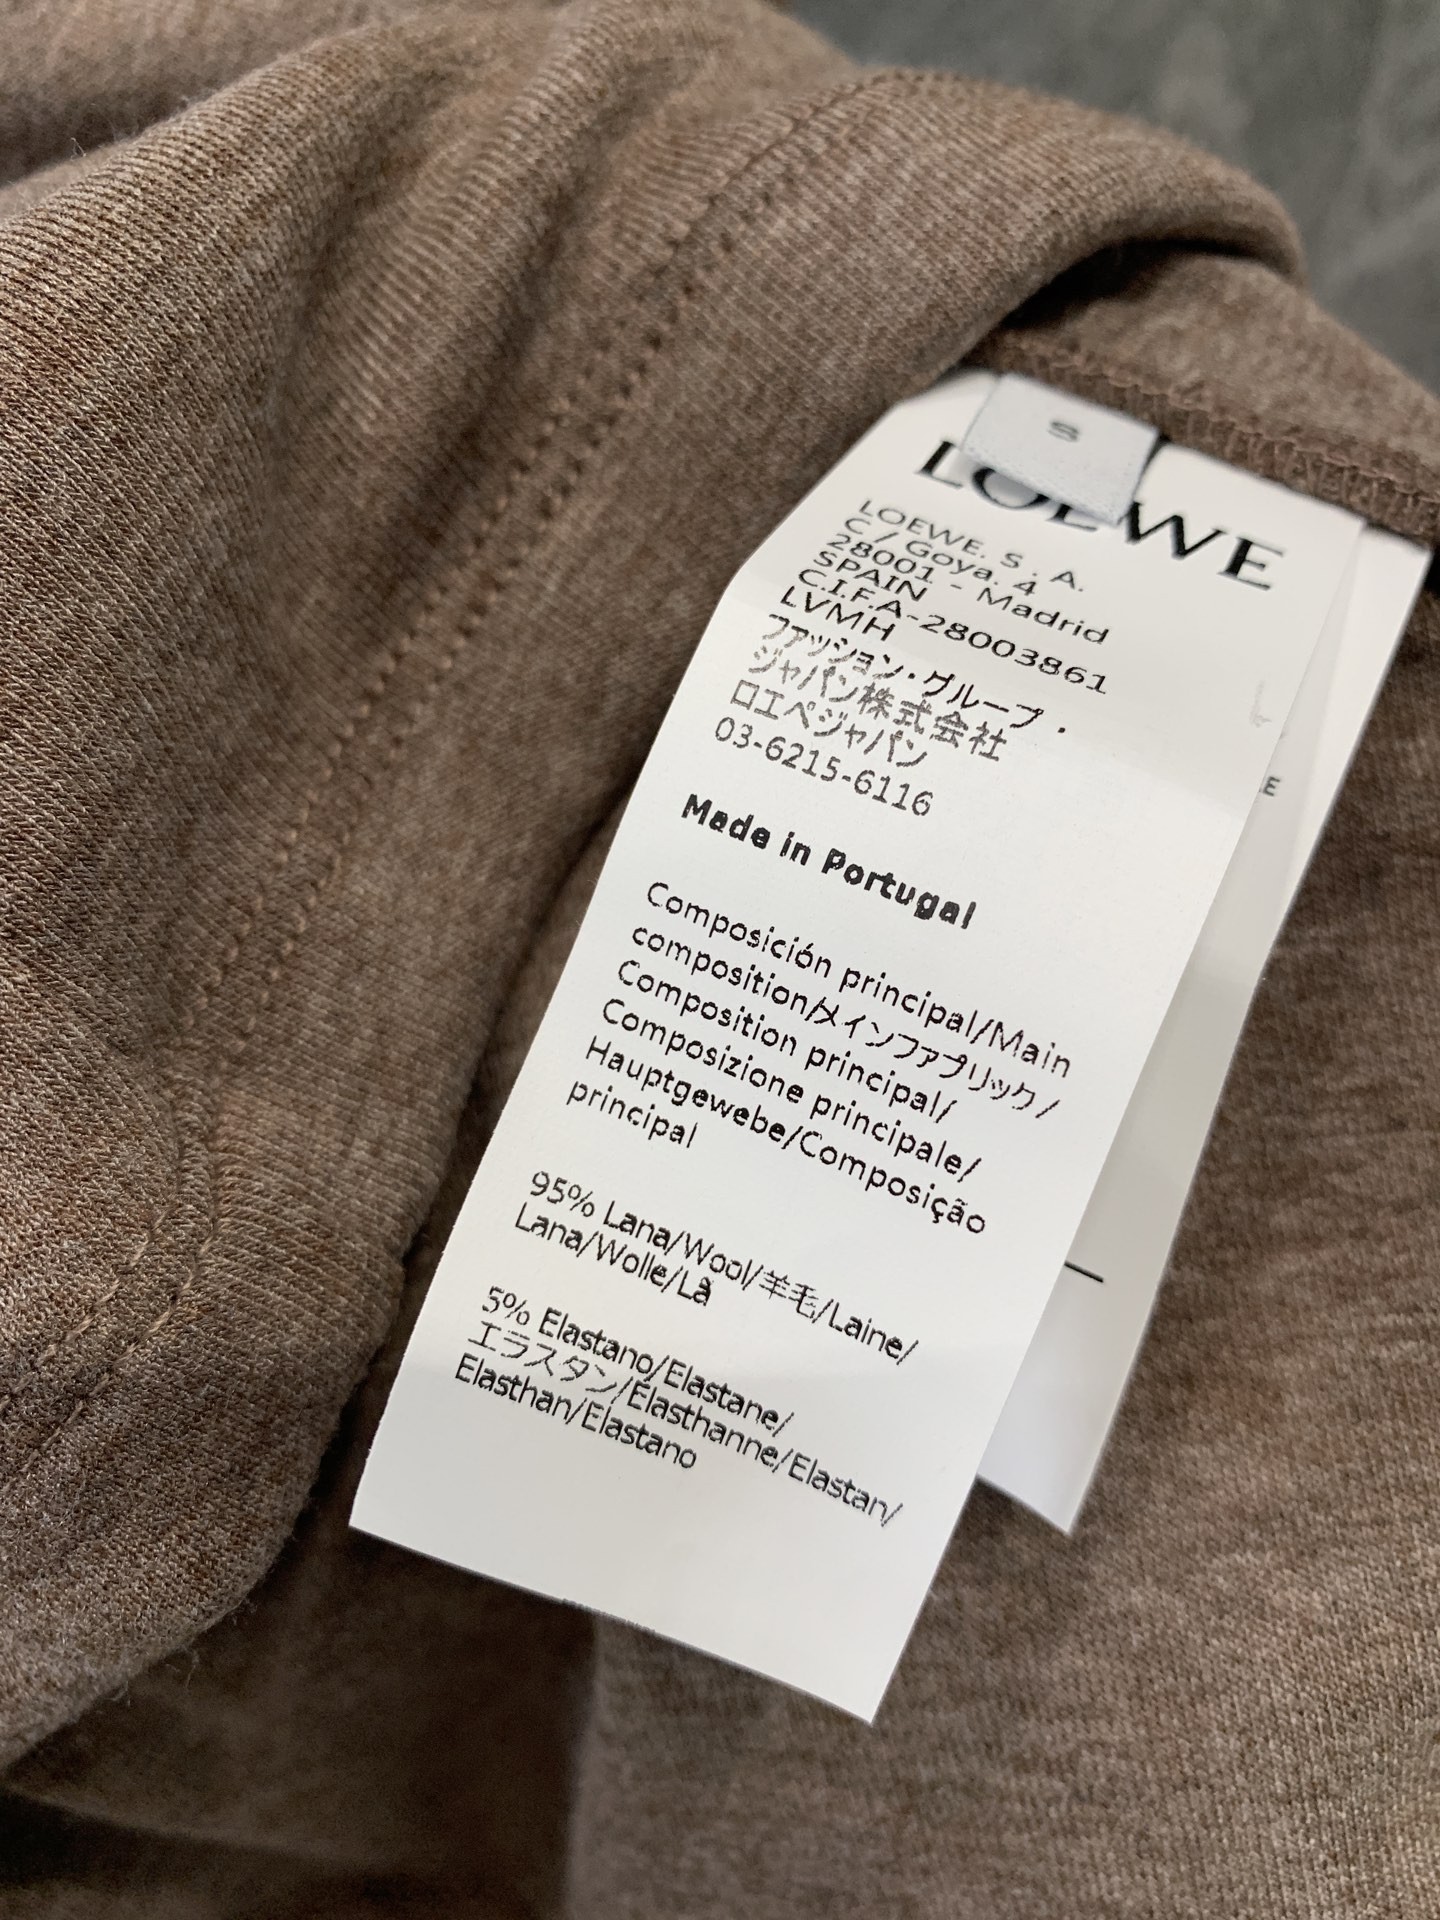 S
LOEWE
LOEWE. S . A.
C / Goya. 4
28001 - Madrid
SPAIN
C.I.F.A-28003861
LVMH
ファッション・グループ・
ジャパン株式会社
ロエベジャパン
03-6215-6116
Made in Portugal
Composición principal/Main
composition/メインファブリック/
Composition principal/
Composizione principale/
Hauptgewebe/Composição
principal
95% Lana/Wool/羊毛/Laine/
Lana/Wolle/Lã
5% Elastano/Elastane/
エラスタン/Élasthanne/Elastan/
Elasthan/Elastano